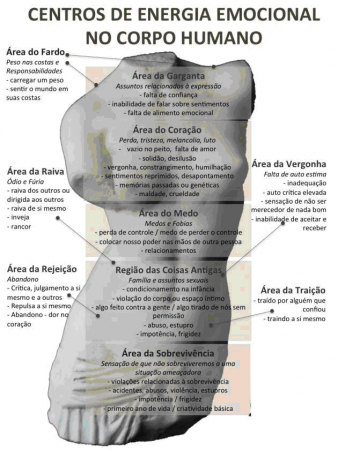 CENTROS DE ENERGIA EMOCIONAL
NO CORPO HUMANO
Área do Fardo
Peso nas costas e
Responsabilidades
- carregar um peso
- sentir o mundo em
suas costas
Área da Garganta
Assuntos relacionados à expressão
- falta de confiança
- inabilidade de falar sobre sentimentos
- falta de alimento emocional
Área do Coração
Perda, tristeza, melancolia, luto
- vazio no peito, falta de amor
- solidão, desilusão
- vergonha, constrangimento, humilhação
- sentimentos reprimidos, desapontamento
- memórias passadas ou genéticas
- maldade, crueldade
Área da Raiva
Ódio e Fúria
- raiva dos outros ou
dirigida aos outros
- raiva de si mesmo
- inveja
- rancor
Área da Vergonha
Falta de auto estima
- inadequação
- auto crítica elevada
- sensação de não ser
merecedor de nada bom
- inabilidade de aceitar e
receber
Área do Medo
Medos e Fobias
- perda de controle / medo de perder o controle
- colocar nosso poder nas mãos de outra pessoa
- relacionamentos
Área da Rejeição
Abandono
- Crítica, julgamento a si
mesmo e a outros
- Repulsa a si mesmo
- Abandono - dor no
coração
Região das Coisas Antigas
Família e assuntos sexuais
- condicionamento na infância
- violação do corpo ou espaço íntimo
- algo feito contra a gente / algo tirado de nós sem
permissão
- abuso, estupro
- impotência, frigidez
Área da Traição
- traído por alguém que
confiou
- traindo a si mesmo
Área da Sobrevivência
Sensação de que não sobreviveremos a uma
situação ameaçadora
- violações relacionadas à sobrevivência
- acidentes, abusos, violência, estupros
- impotência / frigidez
- primeiro ano de vida / criatividade básica